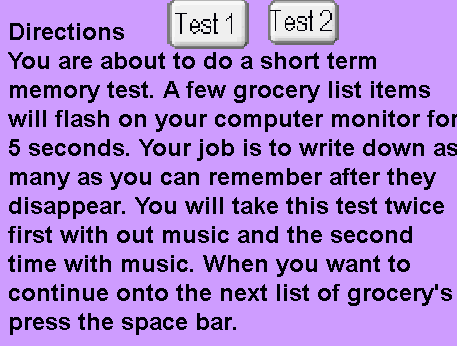 Test 1
Test 2
Directions
You are about to do a short term
memory test. A few grocery list items
will flash on your computer monitor for
5 seconds. Your job is to write down as
many as you can remember after they
disappear. You will take this test twice
first with out music and the second
time with music. When you want to
continue onto the next list of grocery's
press the space bar.